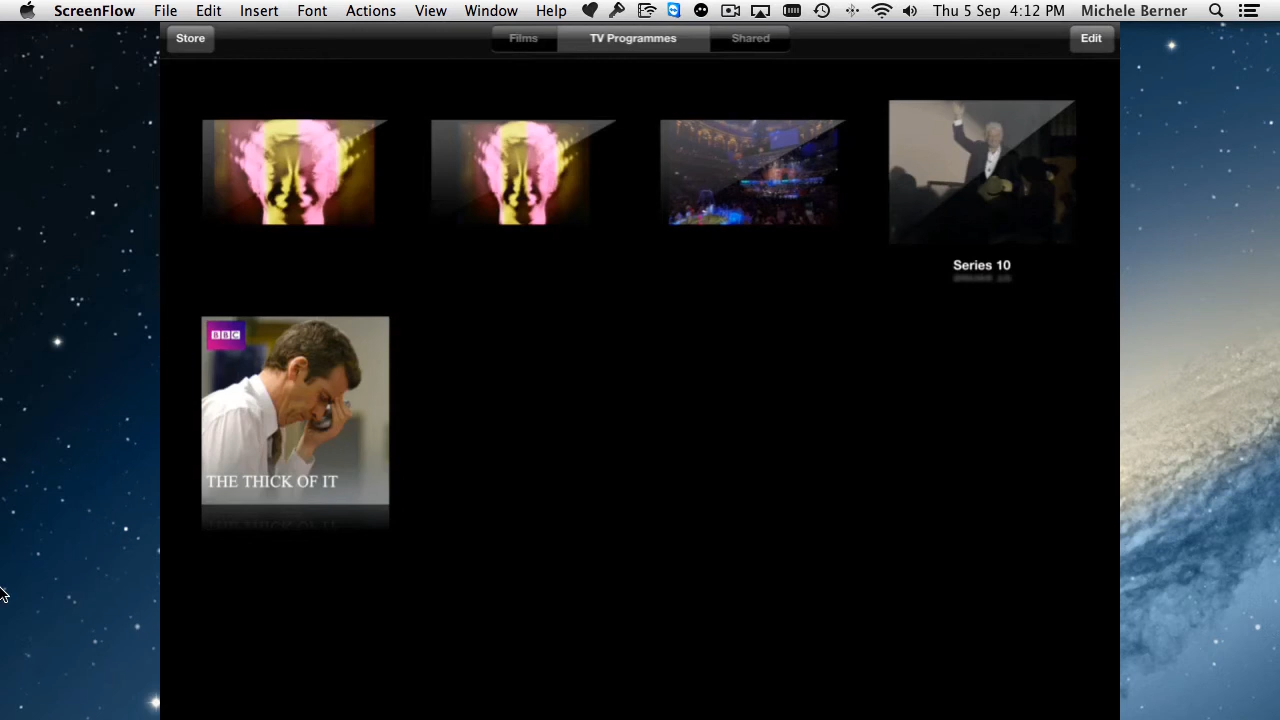 ScreenFlow File Edit Insert Font Actions View Window Help Thu 5 Sep 4:12 PM Michele Berner
Store Films TV Programmes Shared Edit
Series 10
BBC
THE THICK OF IT